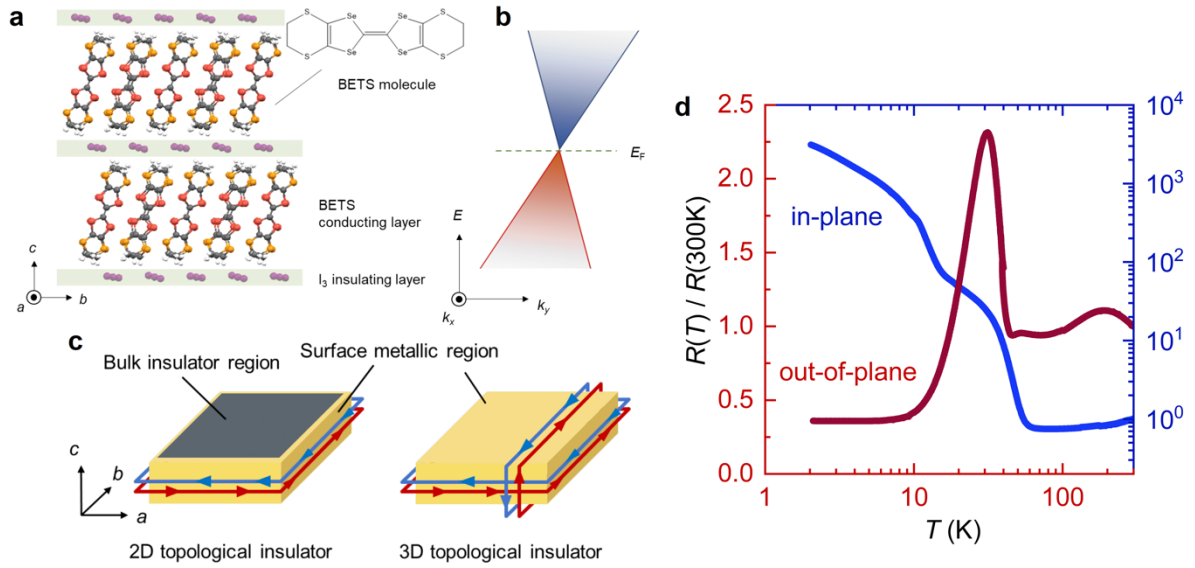 a
S
Se
Se
S
S
Se
Se
S
BETS molecule
BETS
conducting layer
I3 insulating layer
c
a
b
b
EF
E
kx
ky
c
Bulk insulator region
Surface metallic region
c
b
a
2D topological insulator
3D topological insulator
d
R(T) / R(300K)
2.5
2.0
1.5
1.0
0.5
0.0
in-plane
out-of-plane
10^4
10^3
10^2
10^1
10^0
1
10
100
T (K)